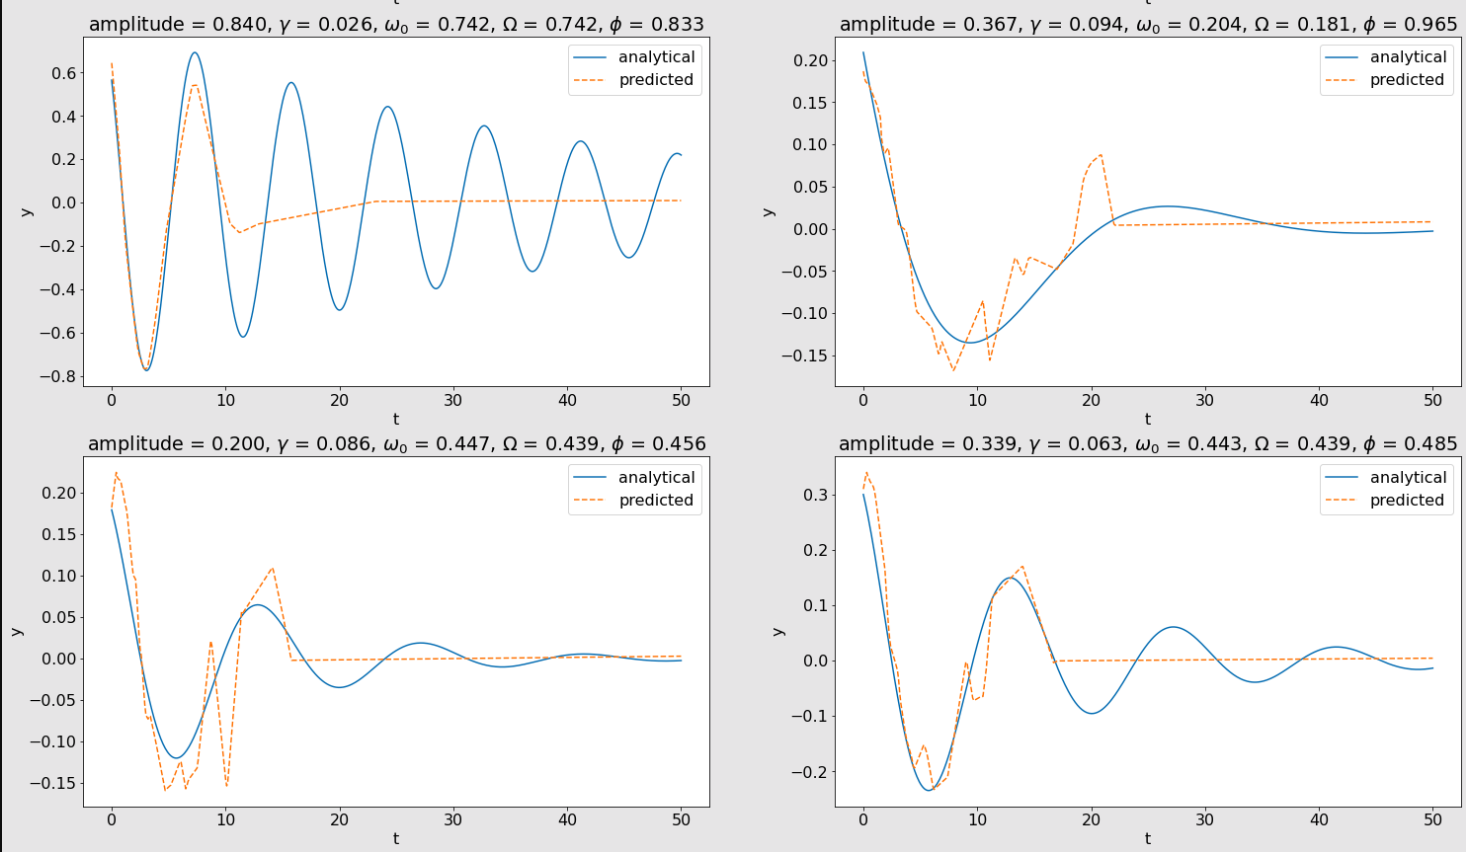 t
t
amplitude = 0.840, γ = 0.026, ω₀ = 0.742, Ω = 0.742, ϕ = 0.833
amplitude = 0.367, γ = 0.094, ω₀ = 0.204, Ω = 0.181, ϕ = 0.965
analytical
predicted
0.6
0.4
0.2
0.0
−0.2
−0.4
−0.6
−0.8
y
0 10 20 30 40 50
t
analytical
predicted
0.20
0.15
0.10
0.05
0.00
−0.05
−0.10
−0.15
y
0 10 20 30 40 50
t
amplitude = 0.200, γ = 0.086, ω₀ = 0.447, Ω = 0.439, ϕ = 0.456
amplitude = 0.339, γ = 0.063, ω₀ = 0.443, Ω = 0.439, ϕ = 0.485
analytical
predicted
0.20
0.15
0.10
0.05
0.00
−0.05
−0.10
−0.15
y
0 10 20 30 40 50
t
analytical
predicted
0.3
0.2
0.1
0.0
−0.1
−0.2
y
0 10 20 30 40 50
t